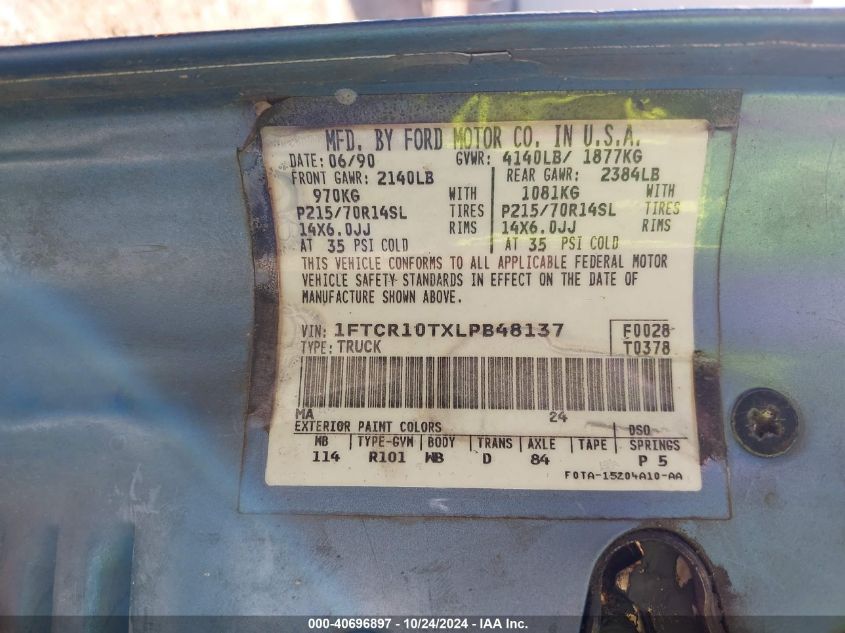 MFD. BY FORD MOTOR CO. IN U.S.A.
DATE: 06/90 GVWR: 4140LB/ 1877KG
FRONT GAWR: 2140LB REAR GAWR: 2384LB
970KG WITH 1081KG WITH
P215/70R14SL TIRES P215/70R14SL TIRES
14X6.0JJ RIMS 14X6.0JJ RIMS
AT 35 PSI COLD AT 35 PSI COLD
THIS VEHICLE CONFORMS TO ALL APPLICABLE FEDERAL MOTOR
VEHICLE SAFETY STANDARDS IN EFFECT ON THE DATE OF
MANUFACTURE SHOWN ABOVE.
VIN: 1FTCR10TXLPB48137 F0028
TYPE: TRUCK T0378
MA 24
EXTERIOR PAINT COLORS DSO
WB TYPE-GVM BODY TRANS AXLE TAPE SPRINGS
114 R101 WB D 84 P 5
F0TA-15204A10-AA
000-40696897 - 10/24/2024 - IAA Inc.